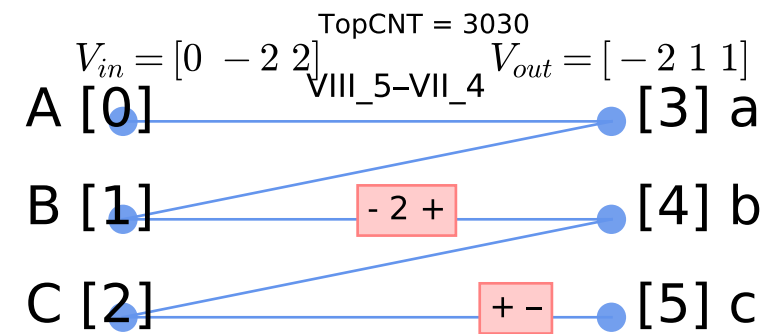 TopCNT = 3030
V_in = [0 − 2 2] V_out = [− 2 1 1]
VIII_5–VII_4
A [0] [3] a
B [1] - 2 + [4] b
C [2] + – [5] c